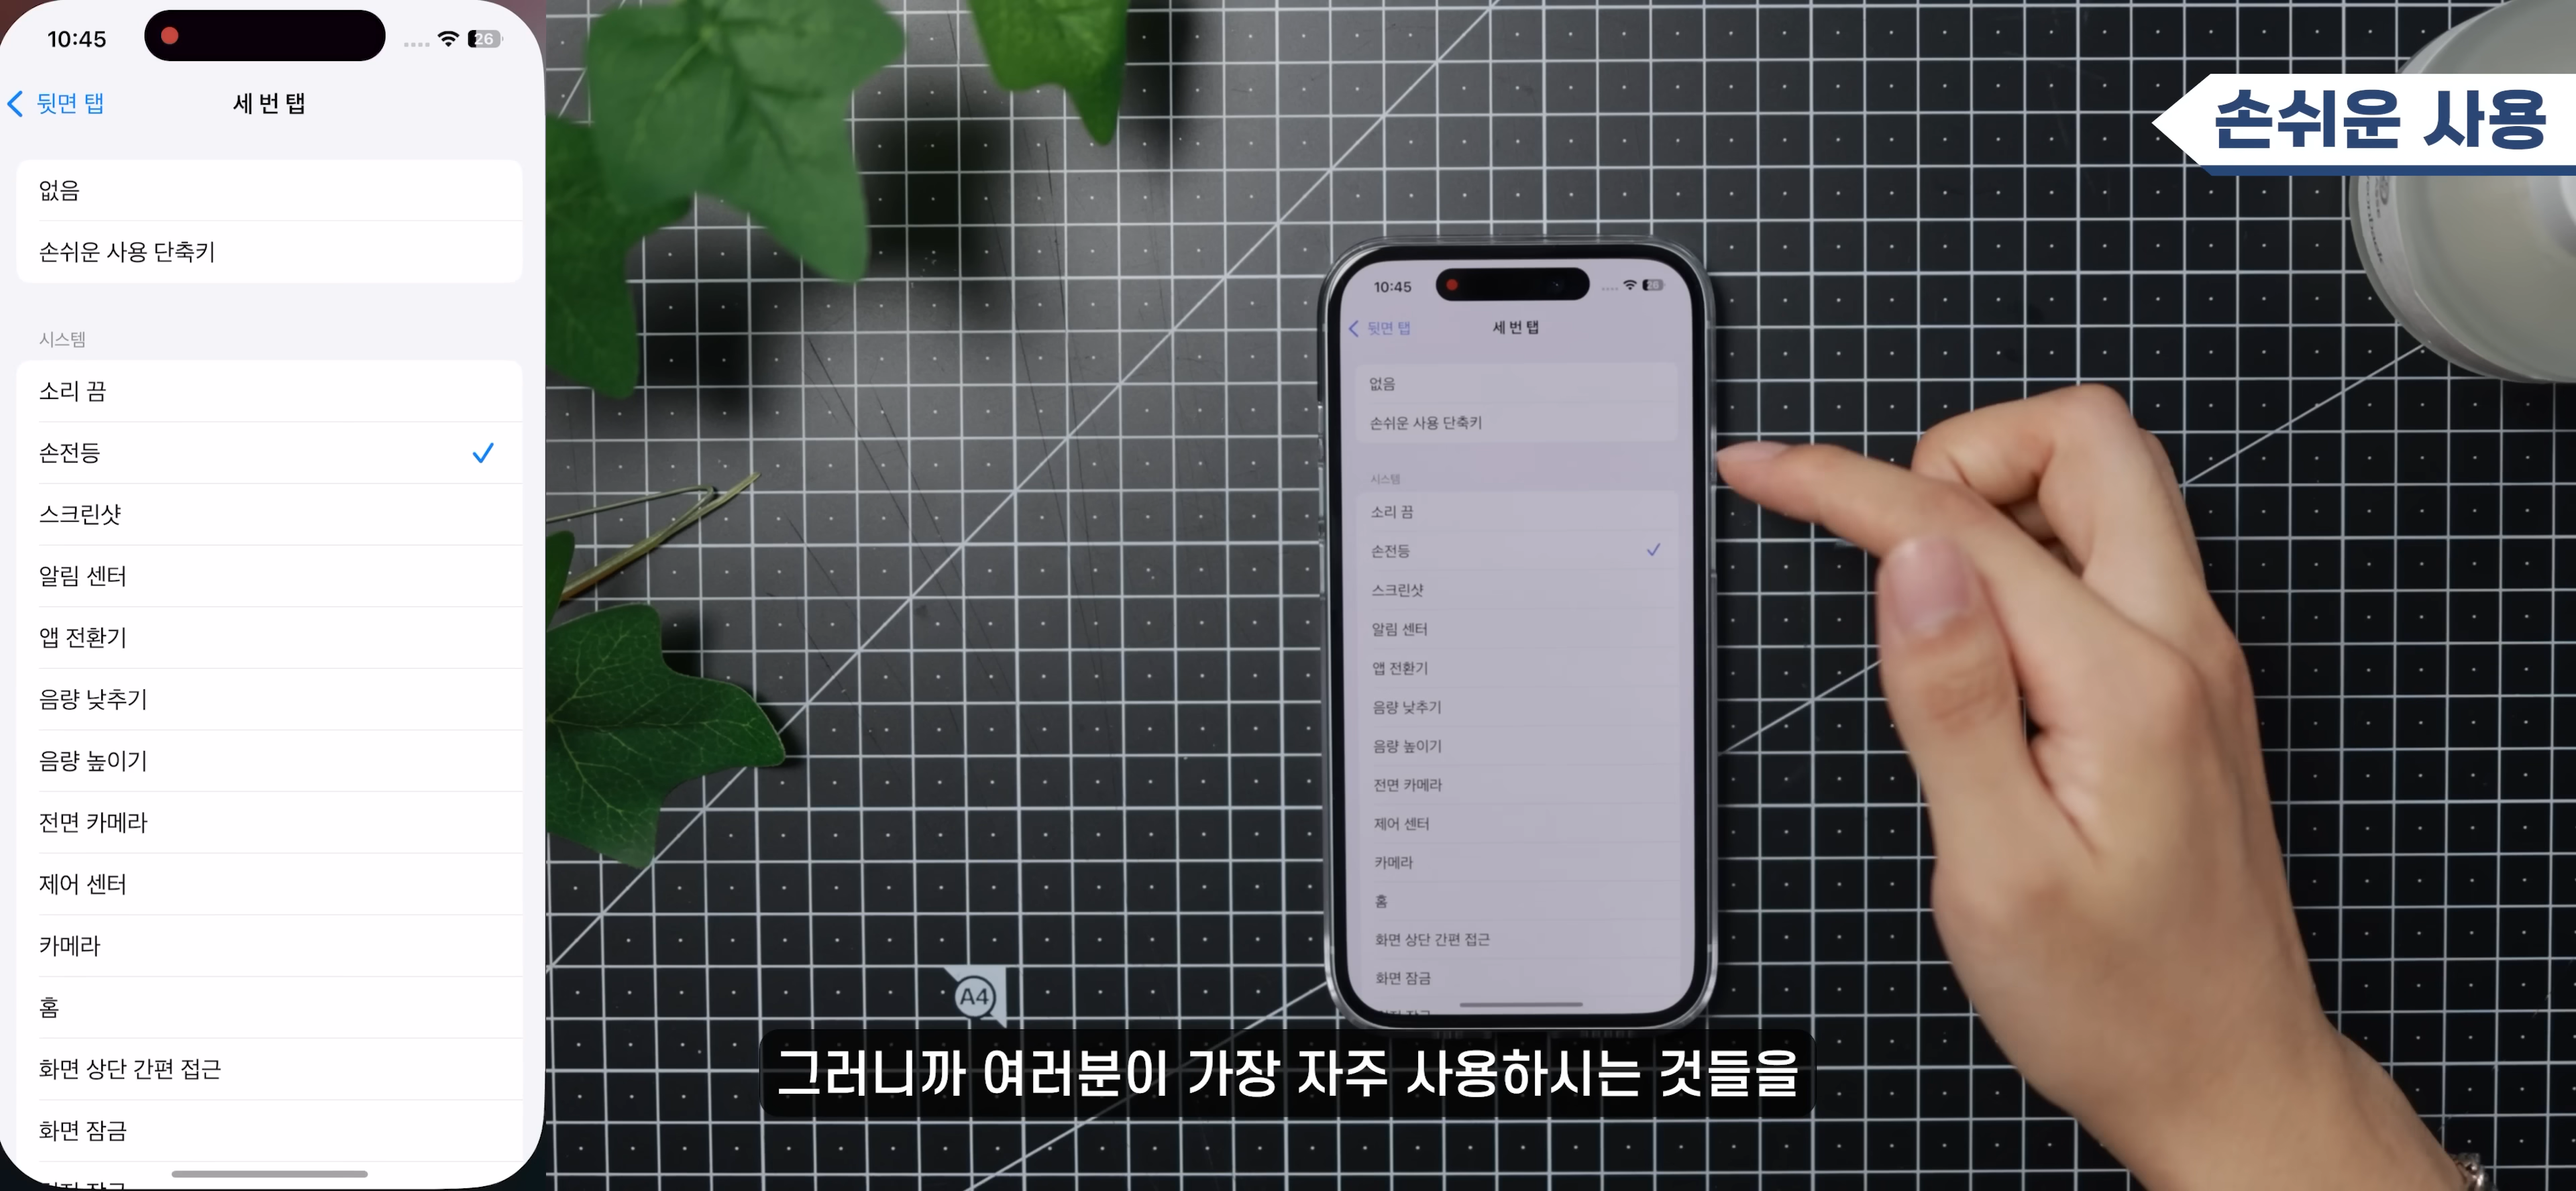 10:45
26
뒷면 탭
세 번 탭
없음
손쉬운 사용 단축키
시스템
소리 끔
손전등
스크린샷
알림 센터
앱 전환기
음량 낮추기
음량 높이기
전면 카메라
제어 센터
카메라
홈
화면 상단 간편 접근
화면 잠금
손쉬운 사용
10:45
26
뒷면 탭
세 번 탭
없음
손쉬운 사용 단축키
시스템
소리 끔
손전등
스크린샷
알림 센터
앱 전환기
음량 낮추기
음량 높이기
전면 카메라
제어 센터
카메라
홈
화면 상단 간편 접근
화면 잠금
A4
그러니까 여러분이 가장 자주 사용하시는 것들을